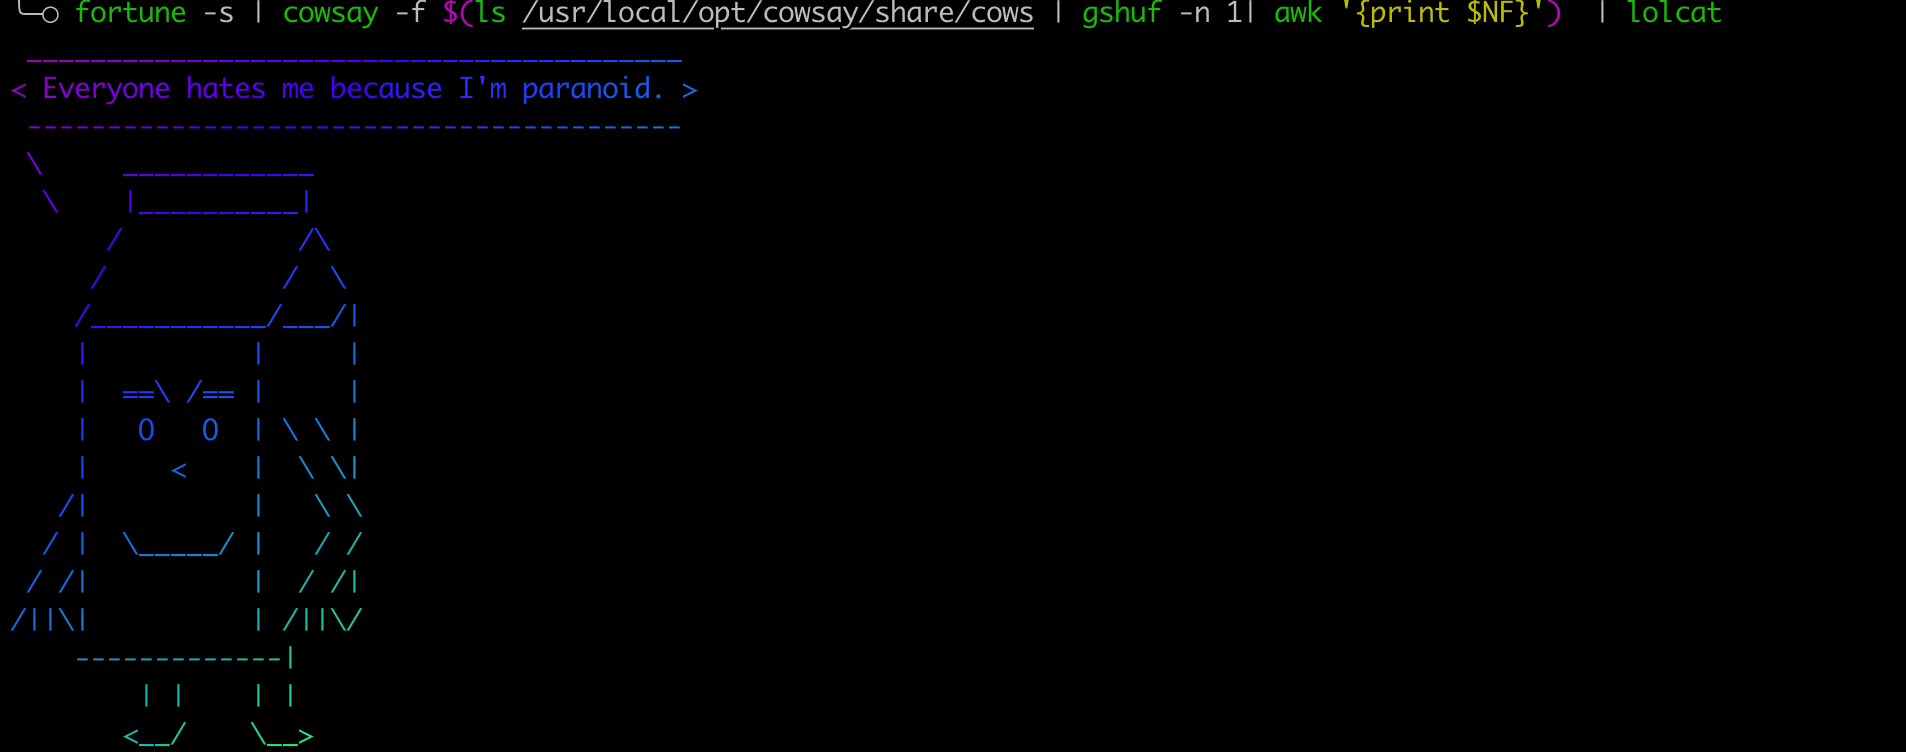 ╰─○ fortune -s | cowsay -f $(ls /usr/local/opt/cowsay/share/cows | gshuf -n 1| awk '{print $NF}')  | lolcat
 _________________________________________
< Everyone hates me because I'm paranoid. >
 -----------------------------------------
 \     ____________
  \    |__________|
      /           /\
     /           /  \
    /___________/___/|
    |          |     |
    |  ==\ /== |     |
    |   O   O  | \ \ |
    |     <    |  \ \|
   /|          |   \ \
  / |  \_____/ |   / /
 / /|          |  / /|
/||\|          | /||\/
    -------------|
        | |    | |
       <__/    \__>